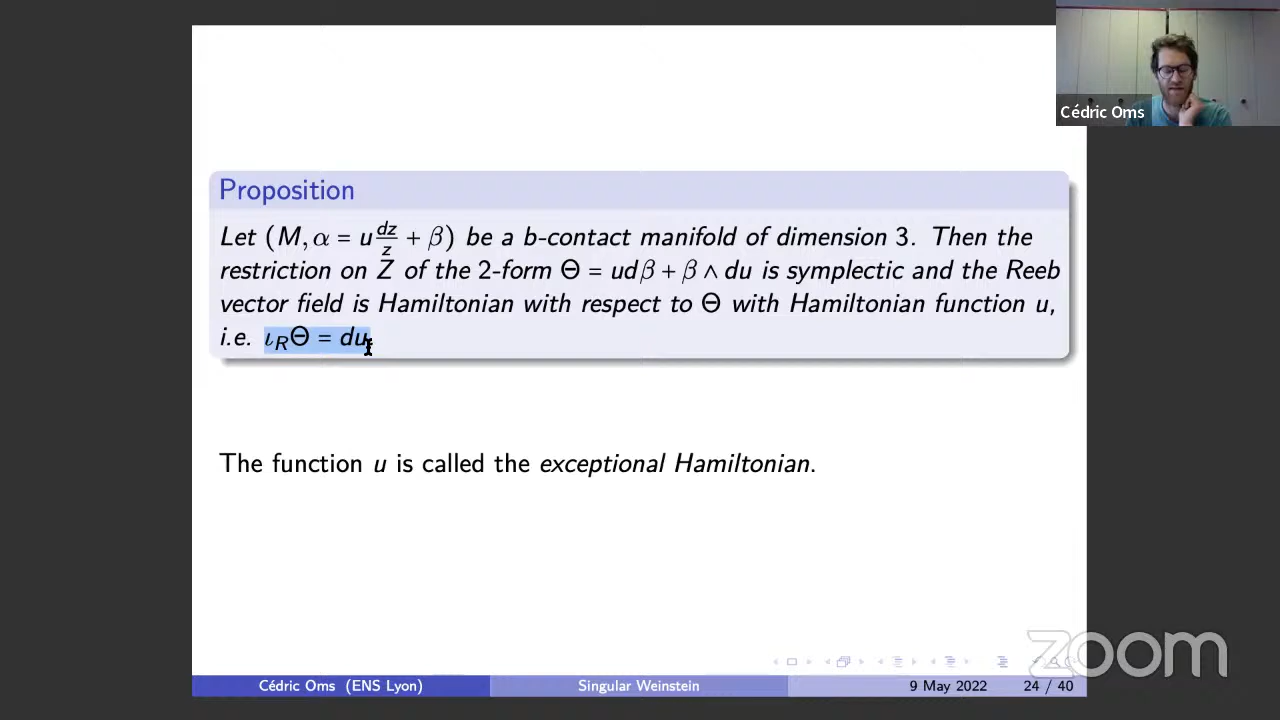 Cédric Oms
Proposition
Let (M, α = u dz/z + β) be a b-contact manifold of dimension 3. Then the
restriction on Z of the 2-form Θ = udβ + β ∧ du is symplectic and the Reeb
vector field is Hamiltonian with respect to Θ with Hamiltonian function u,
i.e. ι_RΘ = du.
The function u is called the exceptional Hamiltonian.
zoom
Cédric Oms (ENS Lyon) Singular Weinstein 9 May 2022 24 / 40